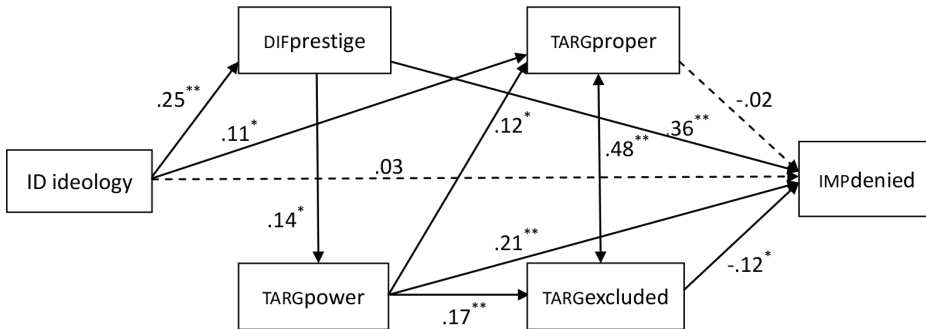 DIFprestige
TARGproper
.25**
.11*
.12*
-.02
.36**
.48**
ID ideology
.03
IMPdenied
.14*
.21**
-.12*
TARGpower
.17**
TARGexcluded